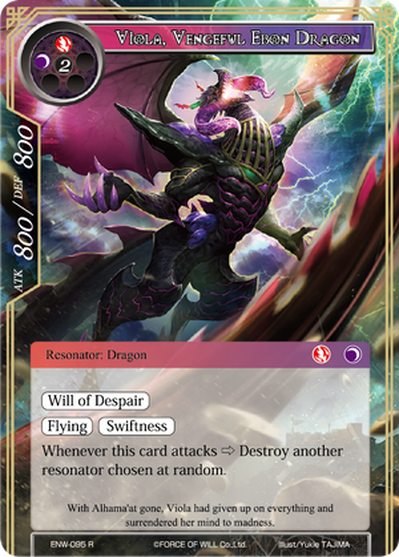 Viola, Vengeful Ebon Dragon
2
ATK 800 / DEF 800
Resonator: Dragon
Will of Despair
Flying Swiftness
Whenever this card attacks ⇨ Destroy another
resonator chosen at random.
With Alhama'at gone, Viola had given up on everything and
surrendered her mind to madness.
ENW-095 R ©FORCE OF WILL Co.,Ltd. Illust/Yukie TAJIMA